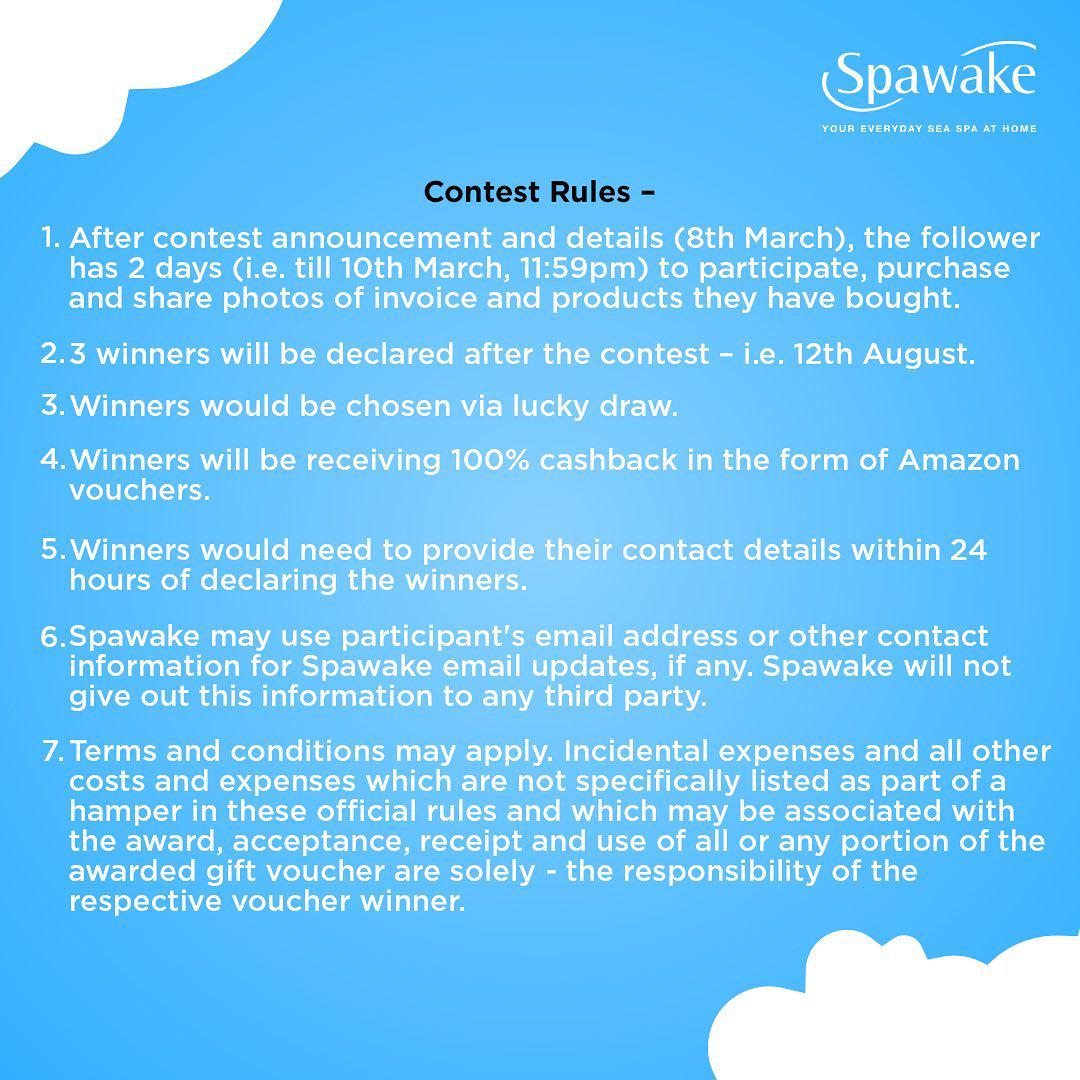 Spawake
YOUR EVERYDAY SEA SPA AT HOME
Contest Rules –
1. After contest announcement and details (8th March), the follower
has 2 days (i.e. till 10th March, 11:59pm) to participate, purchase
and share photos of invoice and products they have bought.
2. 3 winners will be declared after the contest – i.e. 12th August.
3. Winners would be chosen via lucky draw.
4. Winners will be receiving 100% cashback in the form of Amazon
vouchers.
5. Winners would need to provide their contact details within 24
hours of declaring the winners.
6. Spawake may use participant's email address or other contact
information for Spawake email updates, if any. Spawake will not
give out this information to any third party.
7. Terms and conditions may apply. Incidental expenses and all other
costs and expenses which are not specifically listed as part of a
hamper in these official rules and which may be associated with
the award, acceptance, receipt and use of all or any portion of the
awarded gift voucher are solely - the responsibility of the
respective voucher winner.